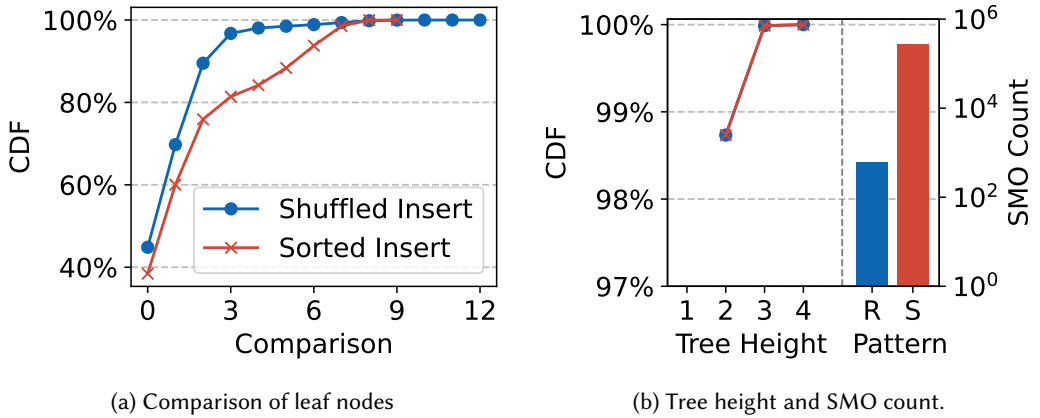 100%
80%
60%
40%
CDF
Shuffled Insert
Sorted Insert
0 3 6 9 12
Comparison
(a) Comparison of leaf nodes
100%
99%
98%
97%
CDF
10^6
10^4
10^2
10^0
SMO Count
1 2 3 4 R S
Tree Height Pattern
(b) Tree height and SMO count.